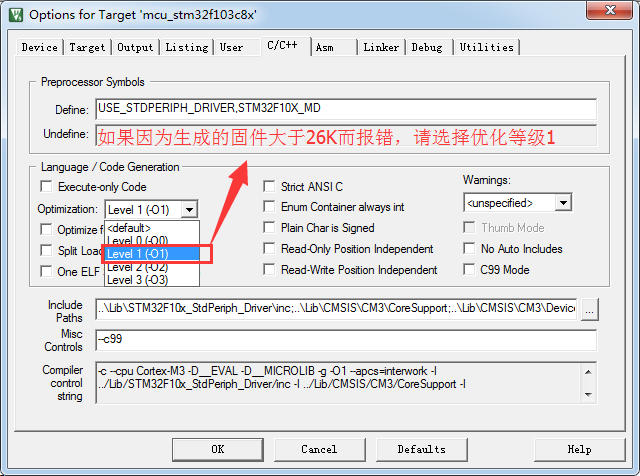 Options for Target 'mcu_stm32f103c8x'
Device Target Output Listing User C/C++ Asm Linker Debug Utilities
Preprocessor Symbols
Define: USE_STDPERIPH_DRIVER,STM32F10X_MD
Undefine: 如果因为生成的固件大于26K而报错，请选择优化等级1
Language / Code Generation
Execute-only Code
Strict ANSI C
Warnings:
Optimization: Level 1 (-O1)
Enum Container always int
<unspecified>
<default>
Optimize f
Plain Char is Signed
Thumb Mode
Level 0 (-O0)
Split Load
Level 1 (-O1)
Read-Only Position Independent
No Auto Includes
Level 2 (-O2)
One ELF
Level 3 (-O3)
Read-Write Position Independent
C99 Mode
Include Paths
..\Lib\STM32F10x_StdPeriph_Driver\inc;..\Lib\CMSIS\CM3\CoreSupport;..\Lib\CMSIS\CM3\Device
...
Misc Controls
--c99
Compiler control string
-c --cpu Cortex-M3 -D__EVAL -D__MICROLIB -g -O1 --apcs=interwork -I
../Lib/STM32F10x_StdPeriph_Driver/inc -I ../Lib/CMSIS/CM3/CoreSupport -I
OK Cancel Defaults Help